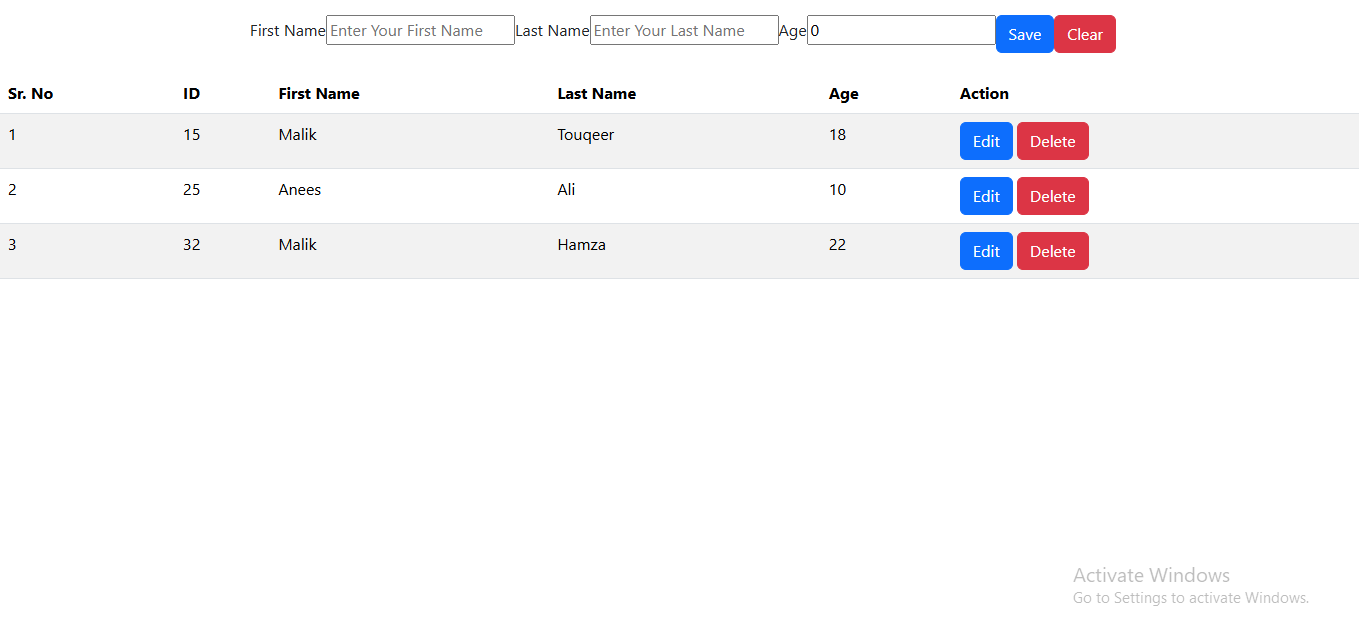 First Name Enter Your First Name Last Name Enter Your Last Name Age 0 Save Clear
Sr. No ID First Name Last Name Age Action
1 15 Malik Touqeer 18 Edit Delete
2 25 Anees Ali 10 Edit Delete
3 32 Malik Hamza 22 Edit Delete
Activate Windows
Go to Settings to activate Windows.